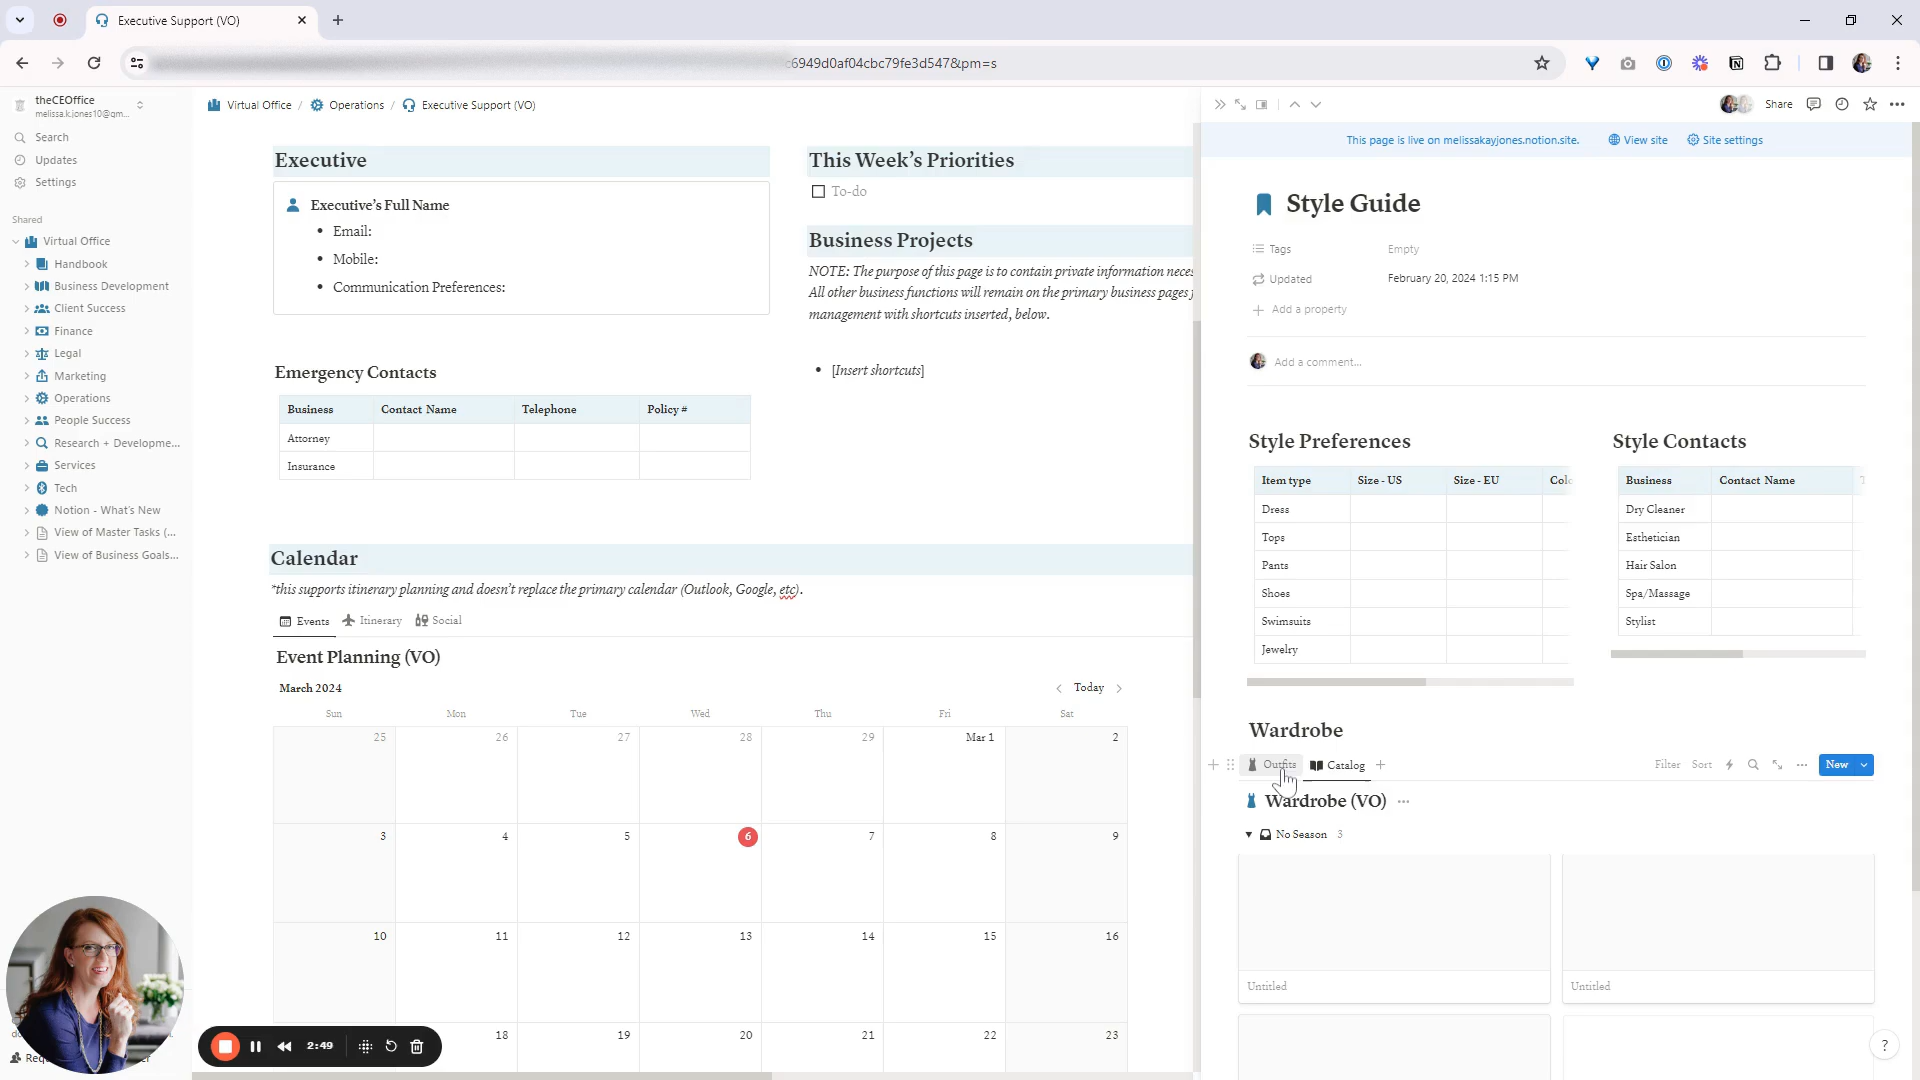 Executive Support (VO)
c6949d0af04cbc79fe3d547&pm=s
theCEOffice
melissa.k.jones10@gm...
Search
Updates
Settings
Shared
Virtual Office
Handbook
Business Development
Client Success
Finance
Legal
Marketing
Operations
People Success
Research + Developme...
Services
Tech
Notion - What's New
View of Master Tasks (...
View of Business Goals...
Virtual Office / Operations / Executive Support (VO)
Executive
Executive's Full Name
• Email:
• Mobile:
• Communication Preferences:
Emergency Contacts
Business Contact Name Telephone Policy #
Attorney
Insurance
This Week's Priorities
To-do
Business Projects
NOTE: The purpose of this page is to contain private information neces
All other business functions will remain on the primary business pages f
management with shortcuts inserted, below.
• [Insert shortcuts]
Calendar
*this supports itinerary planning and doesn't replace the primary calendar (Outlook, Google, etc).
Events Itinerary Social
Event Planning (VO)
March 2024
Today
Sun Mon Tue Wed Thu Fri Sat
25 26 27 28 29 Mar 1 2
3 4 5 6 7 8 9
10 11 12 13 14 15 16
18 19 20 21 22 23
2:49
Share
This page is live on melissakayjones.notion.site. View site Site settings
Style Guide
Tags Empty
Updated February 20, 2024 1:15 PM
Add a property
Add a comment...
Style Preferences
Item type Size - US Size - EU Colo
Dress
Tops
Pants
Shoes
Swimsuits
Jewelry
Style Contacts
Business Contact Name T
Dry Cleaner
Esthetician
Hair Salon
Spa/Massage
Stylist
Wardrobe
Outfits Catalog
Filter Sort New
Wardrobe (VO)
No Season 3
Untitled Untitled
?